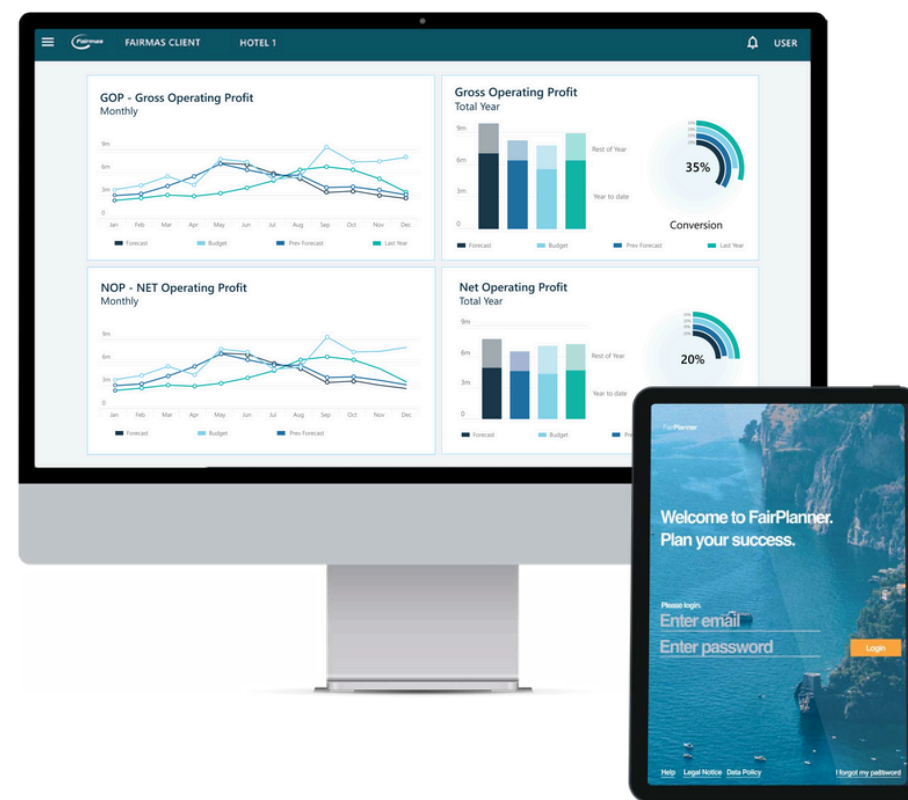 Fairmas FAIRMAS CLIENT HOTEL 1 USER
GOP - Gross Operating Profit
Monthly
9m
6m
3m
0
Jan Feb Mar Apr May Jun Jul Aug Sep Oct Nov Dec
Forecast Budget Prev Forecast Last Year
Gross Operating Profit
Total Year
9m
6m
3m
0
Rest of Year
Year to date
35%
Conversion
Forecast Budget Prev Forecast Last Year
NOP - NET Operating Profit
Monthly
9m
6m
3m
0
Jan Feb Mar Apr May Jun Jul Aug Sep Oct Nov Dec
Forecast Budget Prev Forecast
Net Operating Profit
Total Year
9m
6m
3m
0
Rest of Year
Year to date
20%
Forecast Budget
FairPlanner
Welcome to FairPlanner.
Plan your success.
Please login.
Enter email
Enter password
Login
Help Legal Notice Data Policy I forgot my password